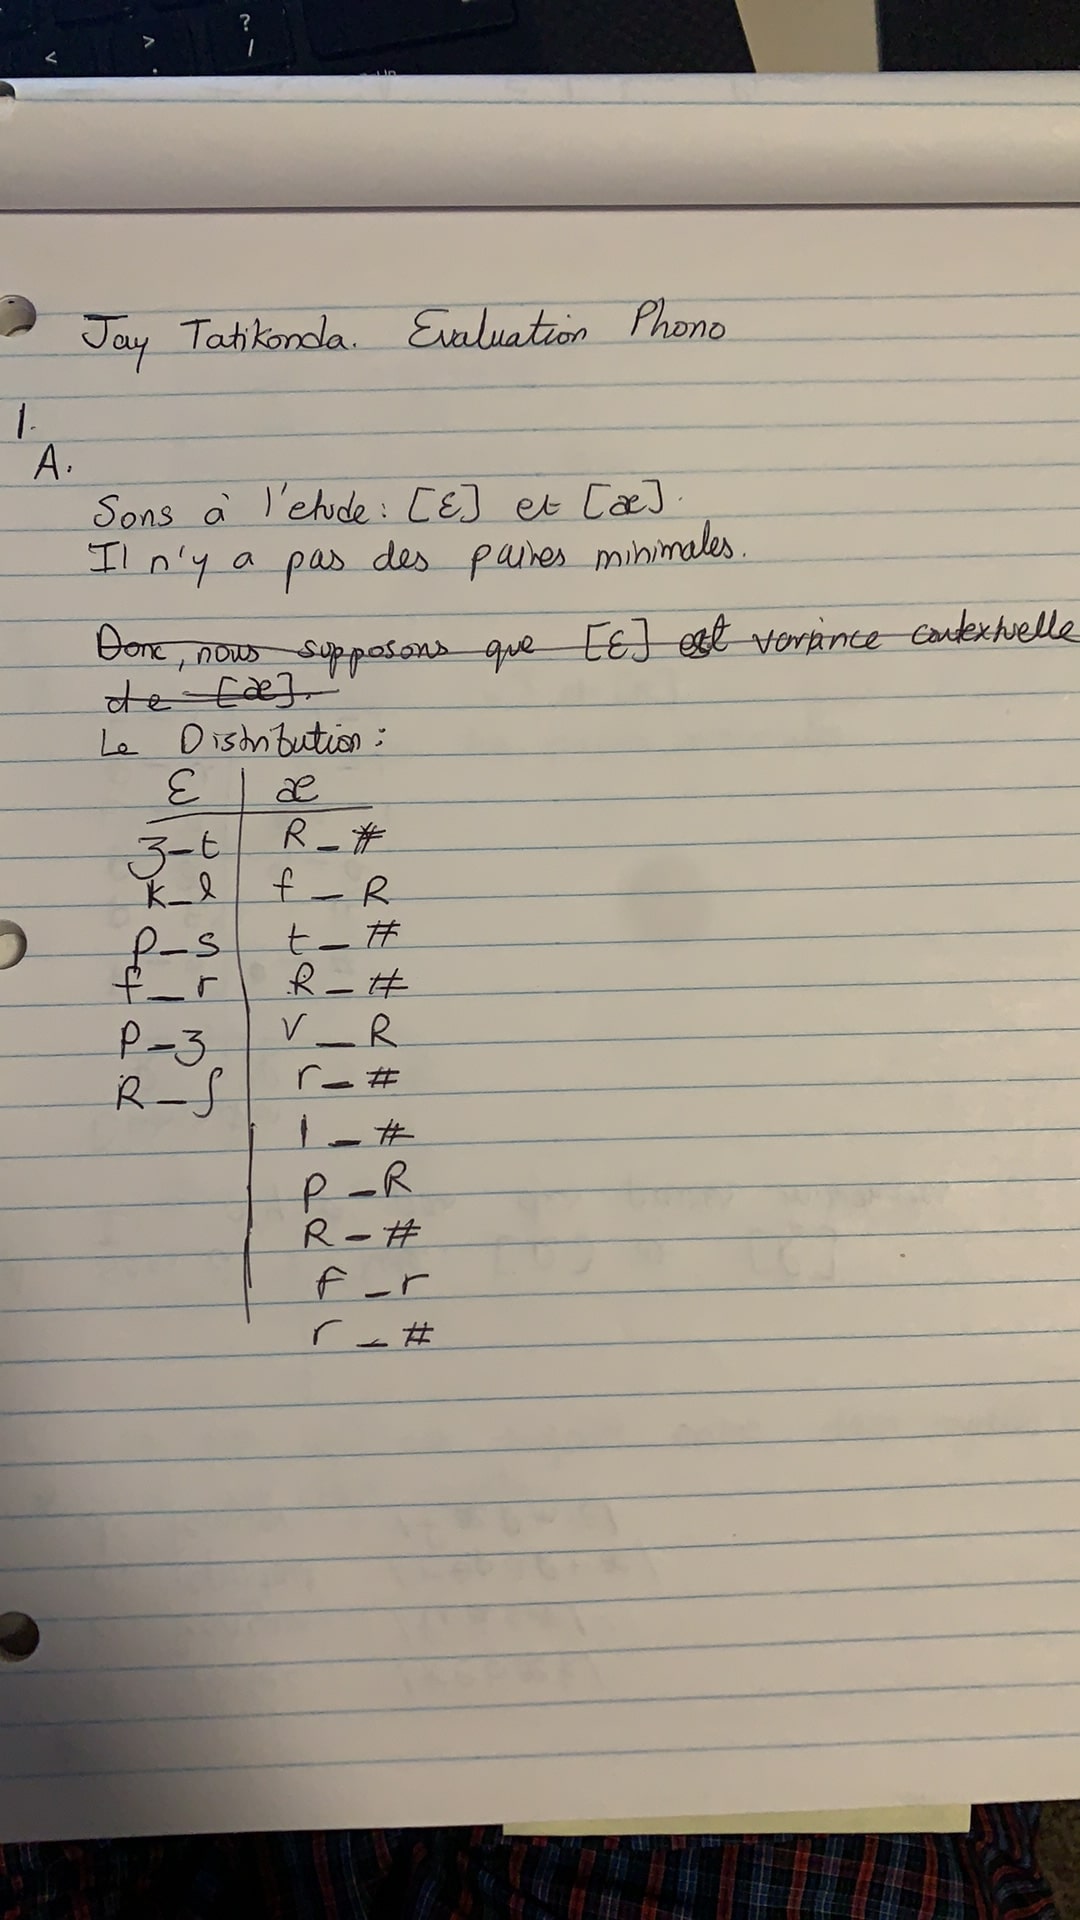 Jay Tatikonda. Evaluation Phono
1.
A.
Sons à l'etude: [ɛ] et [æ].
Il n'y a pas des paires minimales.
Donc, nous supposons que [ɛ] est variance contextuelle
de [æ].
Le Distribution:
ɛ | æ
ʒ_t | R_#
k_l | f_R
p_s | t_#
f_r | R_#
p_ʒ | v_R
R_ʃ | r_#
l_#
p_R
R_#
f_r
r_#